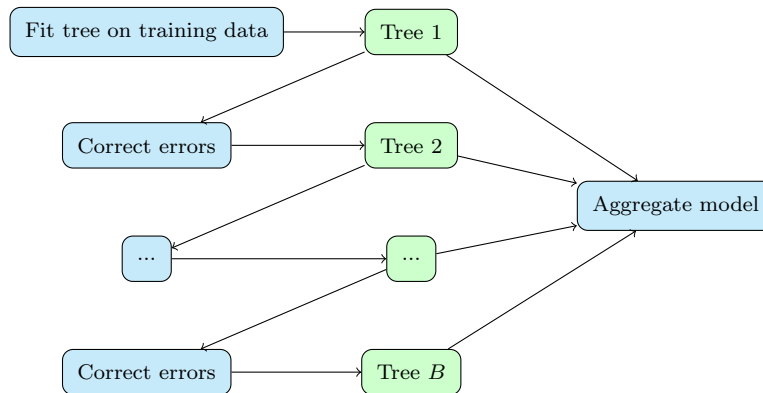 Fit tree on training data
Tree 1
Correct errors
Tree 2
Aggregate model
...
...
Correct errors
Tree B